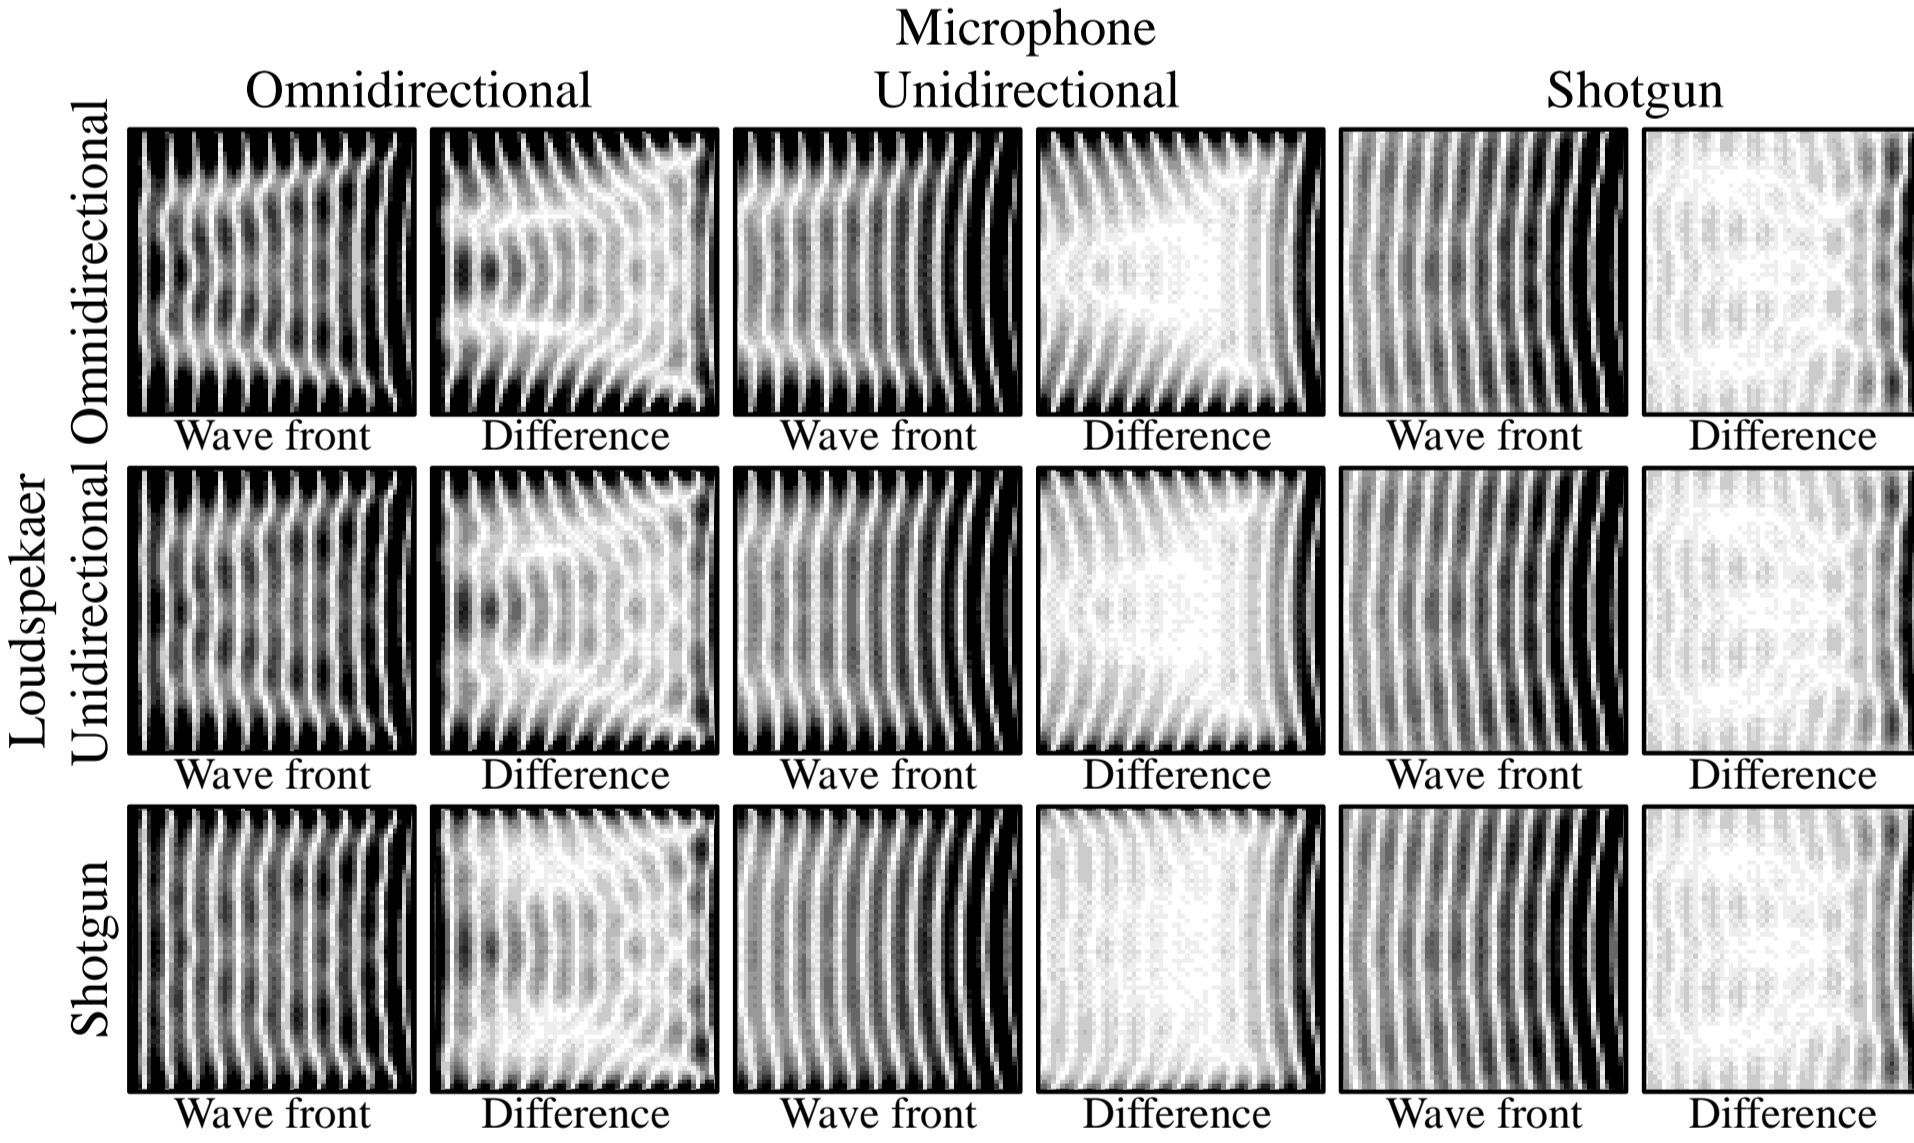 Microphone
Omnidirectional Unidirectional Shotgun
Loudspekaer
Omnidirectional
Wave front Difference Wave front Difference Wave front Difference
Unidirectional
Wave front Difference Wave front Difference Wave front Difference
Shotgun
Wave front Difference Wave front Difference Wave front Difference